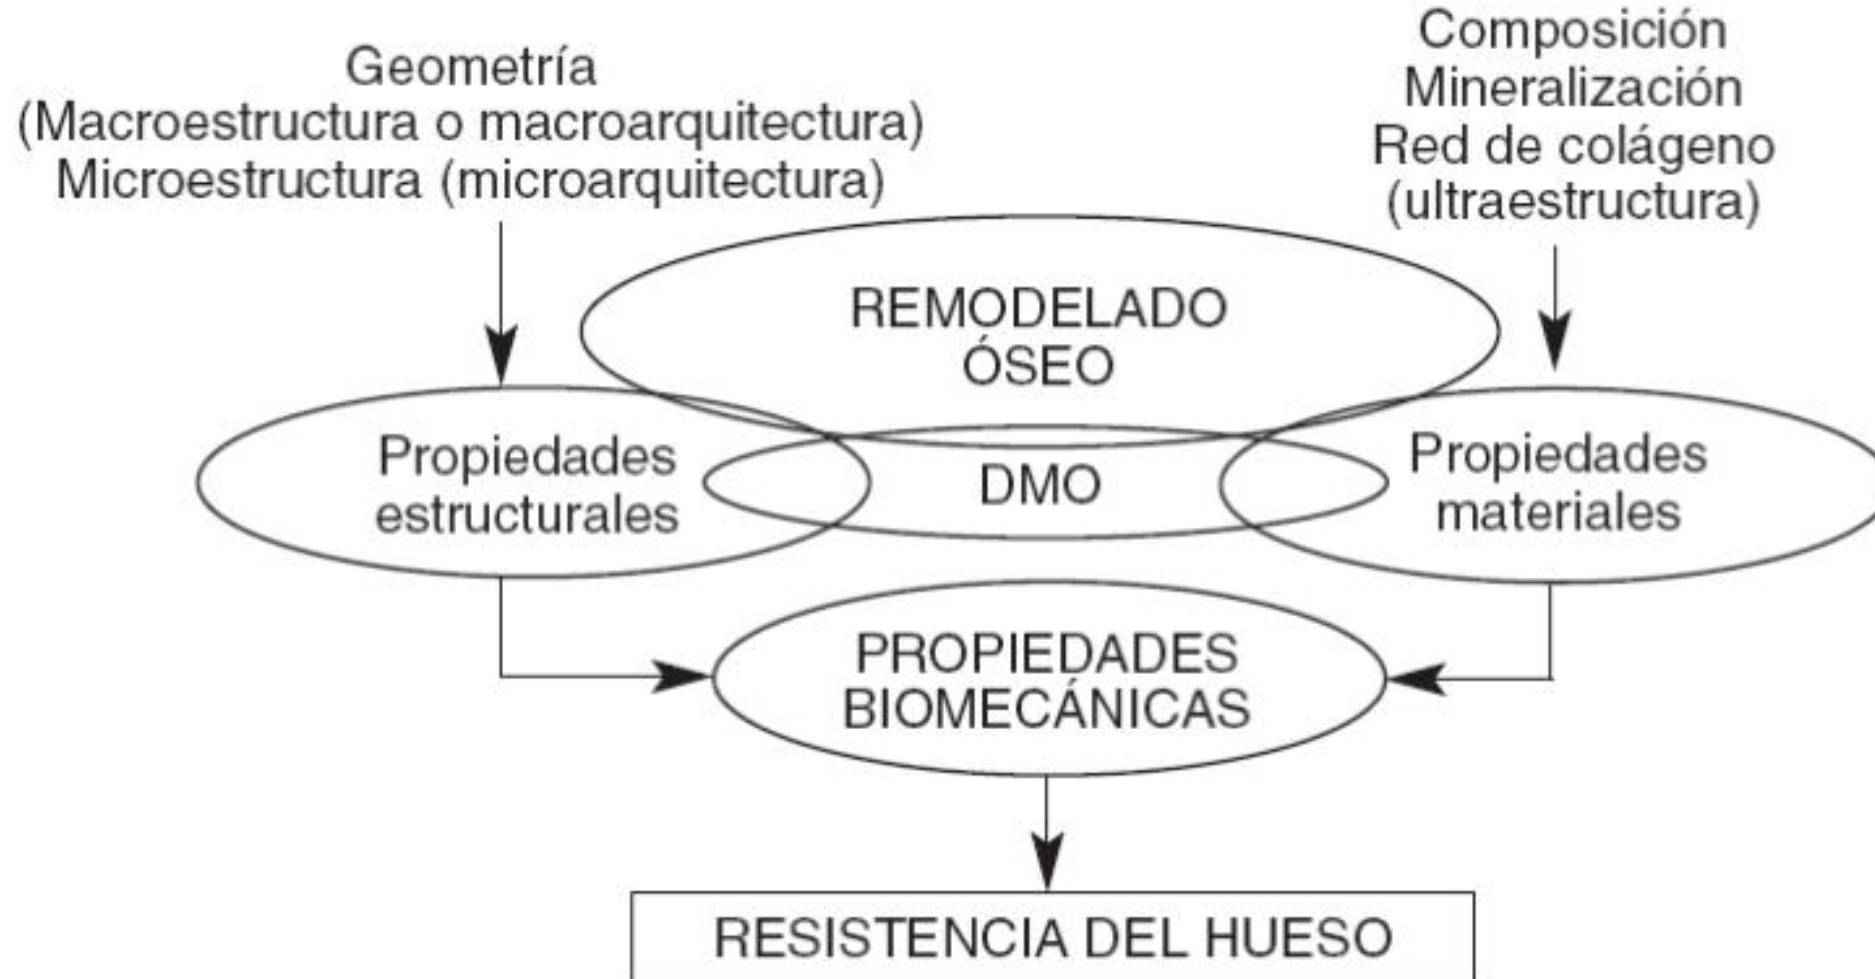 Geometría
(Macroestructura o macroarquitectura)
Microestructura (microarquitectura)
Composición
Mineralización
Red de colágeno
(ultraestructura)
REMODELADO
ÓSEO
Propiedades
estructurales
DMO
Propiedades
materiales
PROPIEDADES
BIOMECÁNICAS
RESISTENCIA DEL HUESO